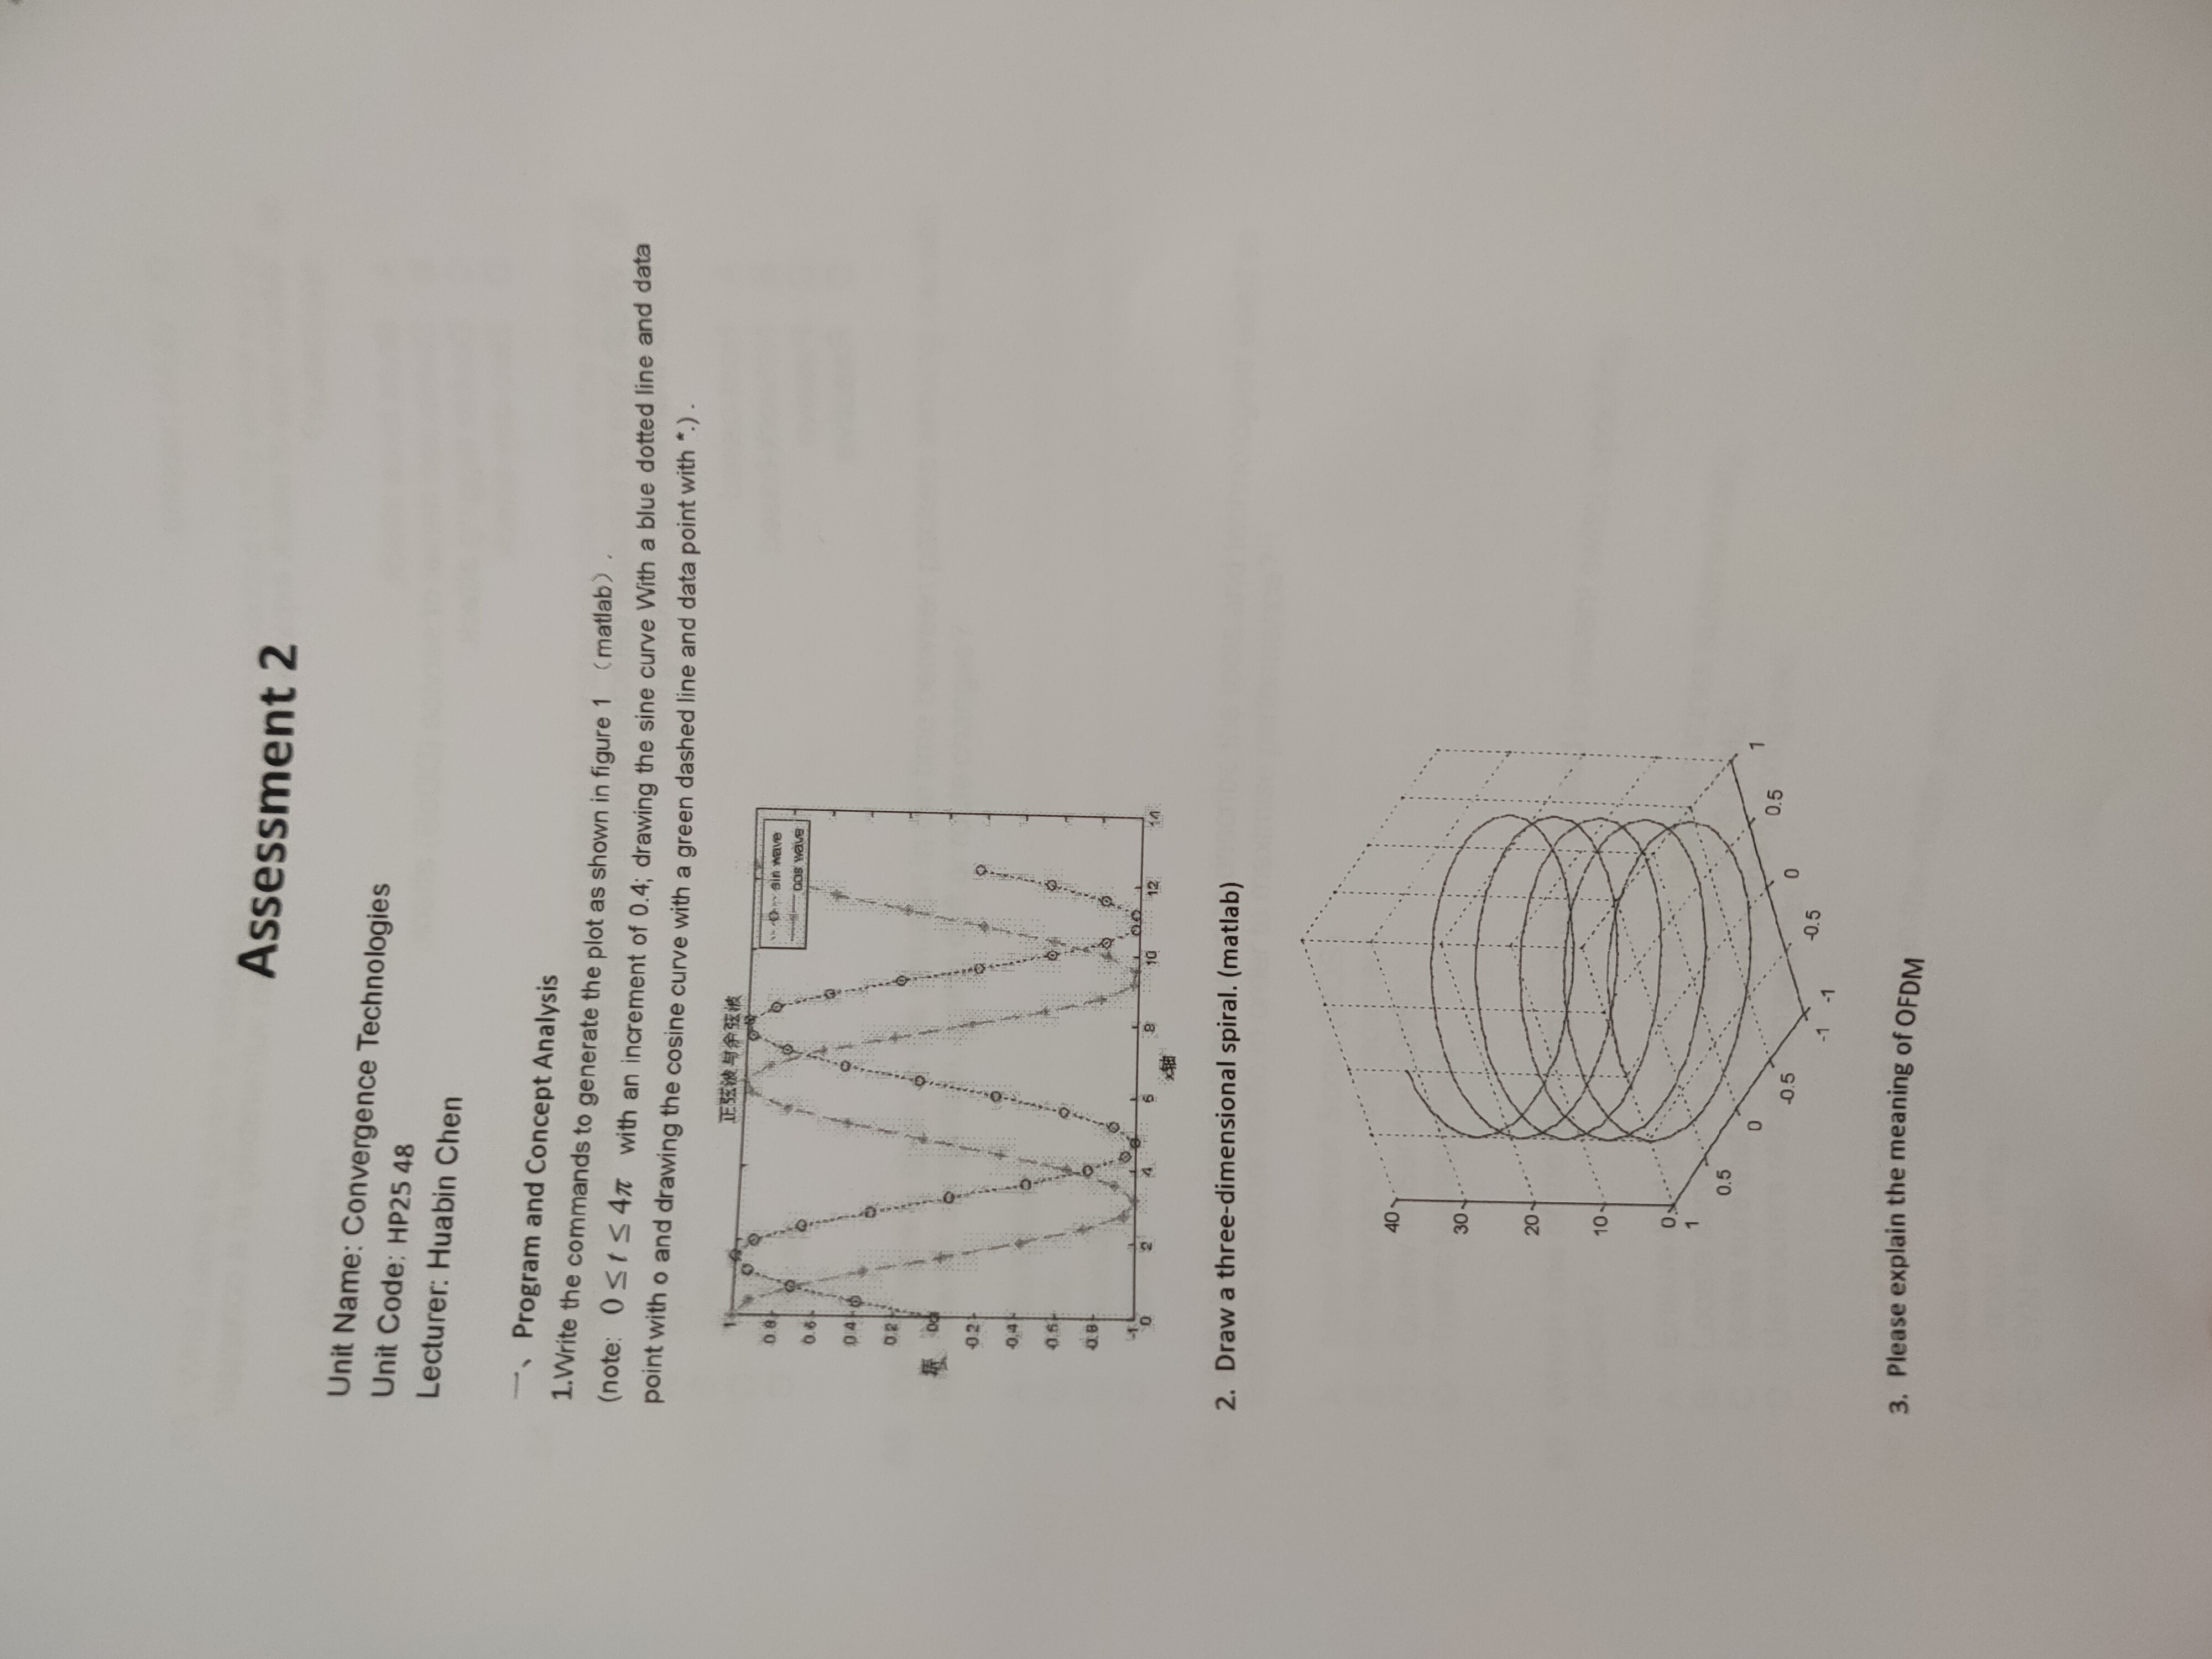 Assessment 2
Unit Name: Convergence Technologies
Unit Code: HP25 48
Lecturer: Huabin Chen
一、Program and Concept Analysis
1.Write the commands to generate the plot as shown in figure 1 （matlab）.
(note: 0 ≤ t ≤ 4π with an increment of 0.4; drawing the sine curve With a blue dotted line and data
point with o and drawing the cosine curve with a green dashed line and data point with *.) .
正弦波与余弦波
sin wave
cos wave
1
0.8
0.6
0.4
0.2
0
-0.2
-0.4
-0.6
-0.8
-1
0 2 4 6 8 10 12 14
x轴
2. Draw a three-dimensional spiral. (matlab)
40
30
20
10
0
1
0.5
0
-0.5
-1
-1
-0.5
0
0.5
1
3. Please explain the meaning of OFDM